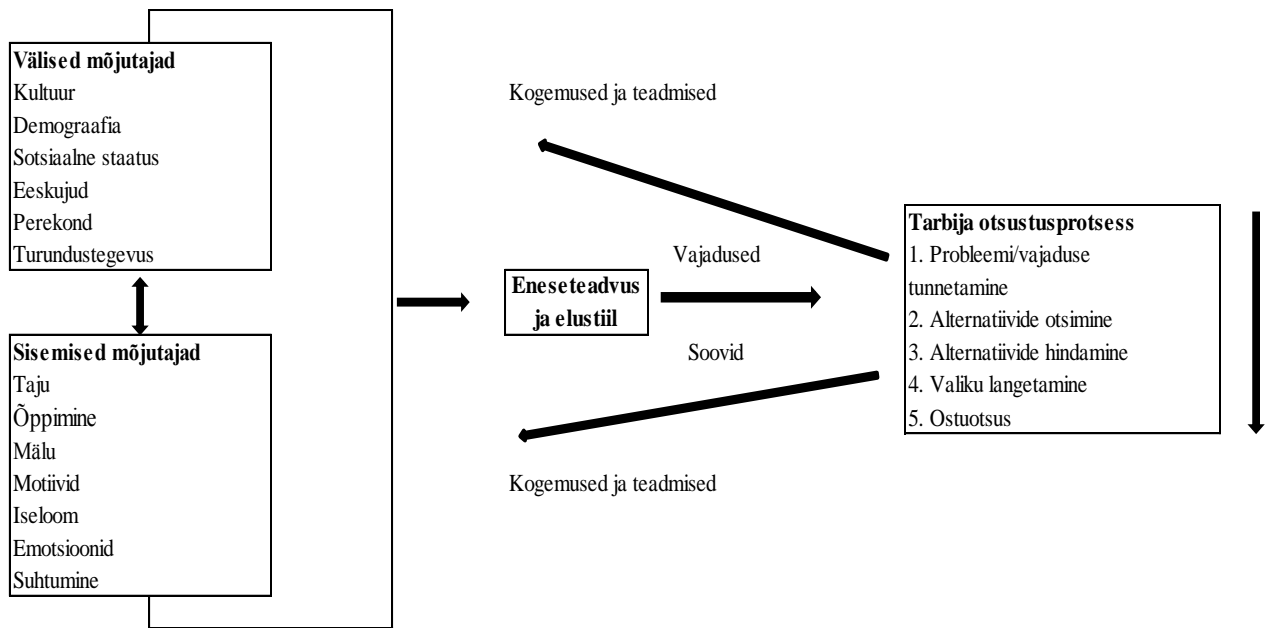 Välised mõjutajad
Kultuur
Demograafia
Sotsiaalne staatus
Eeskujud
Perekond
Turundustegevus
Sisemised mõjutajad
Taju
Õppimine
Mälu
Motiivid
Iseloom
Emotsioonid
Suhtumine
Kogemused ja teadmised
Eneseteadvus
ja elustiil
Vajadused
Soovid
Kogemused ja teadmised
Tarbija otsustusprotsess
1. Probleemi/vajaduse
tunnetamine
2. Alternatiivide otsimine
3. Alternatiivide hindamine
4. Valiku langetamine
5. Ostuotsus